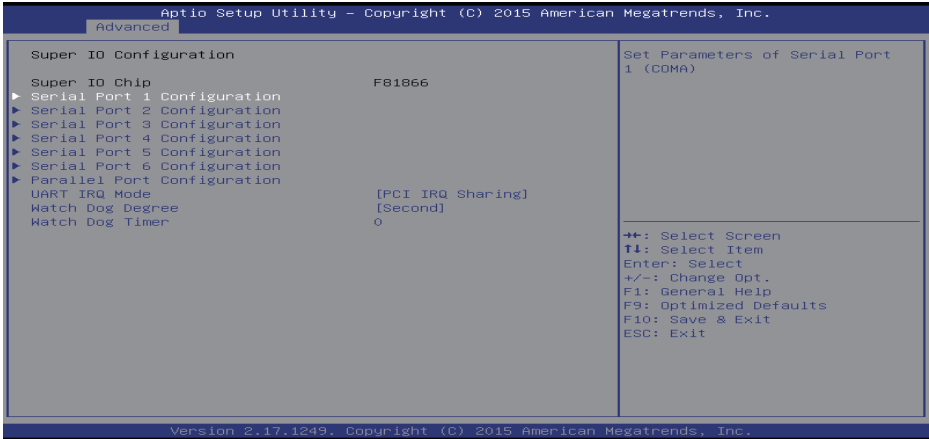 Aptio Setup Utility – Copyright (C) 2015 American Megatrends, Inc.
Advanced
Super IO Configuration
Super IO Chip F81866
► Serial Port 1 Configuration
► Serial Port 2 Configuration
► Serial Port 3 Configuration
► Serial Port 4 Configuration
► Serial Port 5 Configuration
► Serial Port 6 Configuration
► Parallel Port Configuration
UART IRQ Mode [PCI IRQ Sharing]
Watch Dog Degree [Second]
Watch Dog Timer 0
Set Parameters of Serial Port
1 (COMA)
→←: Select Screen
↑↓: Select Item
Enter: Select
+/-: Change Opt.
F1: General Help
F9: Optimized Defaults
F10: Save & Exit
ESC: Exit
Version 2.17.1249. Copyright (C) 2015 American Megatrends, Inc.